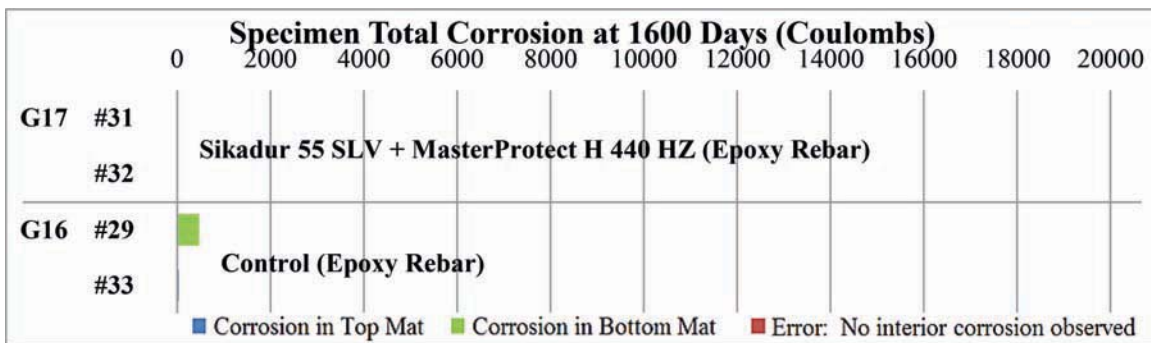 Specimen Total Corrosion at 1600 Days (Coulombs)
0 2000 4000 6000 8000 10000 12000 14000 16000 18000 20000
G17 #31
Sikadur 55 SLV + MasterProtect H 440 HZ (Epoxy Rebar)
#32
G16 #29
Control (Epoxy Rebar)
#33
Corrosion in Top Mat Corrosion in Bottom Mat Error: No interior corrosion observed